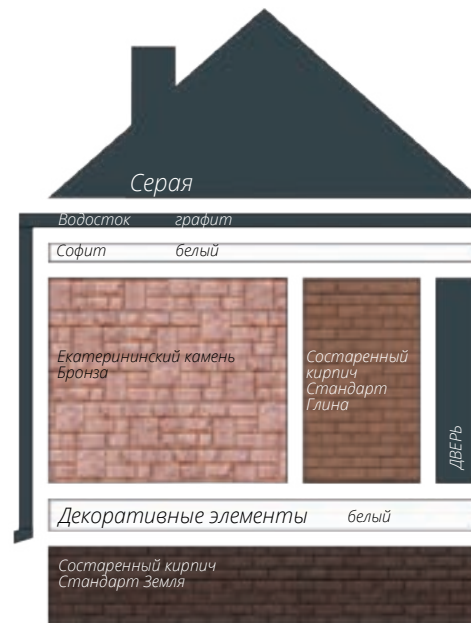 Серая
Водосток графит
Софит белый
Екатерининский камень
Бронза
Состаренный
кирпич
Стандарт
Глина
ДВЕРЬ
Декоративные элементы белый
Состаренный кирпич
Стандарт Земля